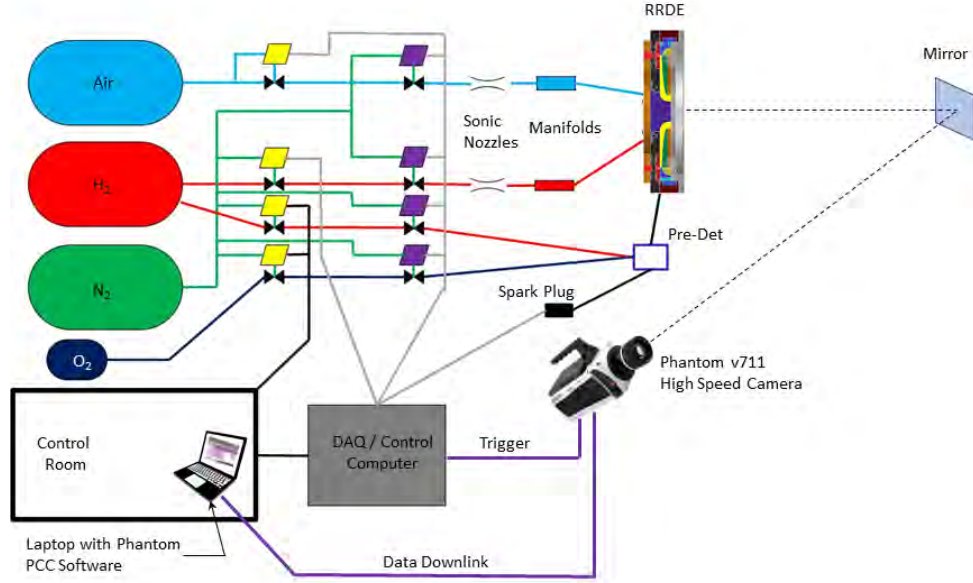 RRDE
Mirror
Air
Sonic
Nozzles
Manifolds
H2
Pre-Det
N2
Spark Plug
O2
Phantom v711
High Speed Camera
Control
Room
DAQ / Control
Computer
Trigger
Laptop with Phantom
PCC Software
Data Downlink